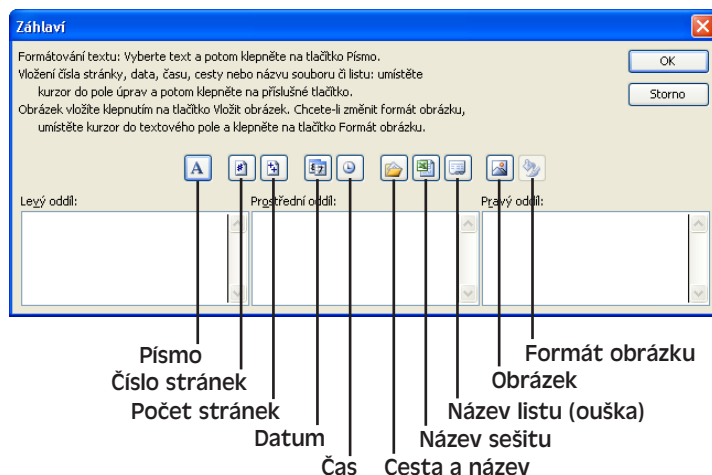 Záhlaví
Formátování textu: Vyberte text a potom klepněte na tlačítko Písmo.
Vložení čísla stránky, data, času, cesty nebo názvu souboru či listu: umístěte
kurzor do pole úprav a potom klepněte na příslušné tlačítko.
Obrázek vložíte klepnutím na tlačítko Vložit obrázek. Chcete-li změnit formát obrázku,
umístěte kurzor do textového pole a klepněte na tlačítko Formát obrázku.
OK
Storno
Levý oddíl:
Prostřední oddíl:
Pravý oddíl:
Písmo
Formát obrázku
Číslo stránek
Obrázek
Počet stránek
Název listu (ouška)
Datum
Název sešitu
Čas
Cesta a název